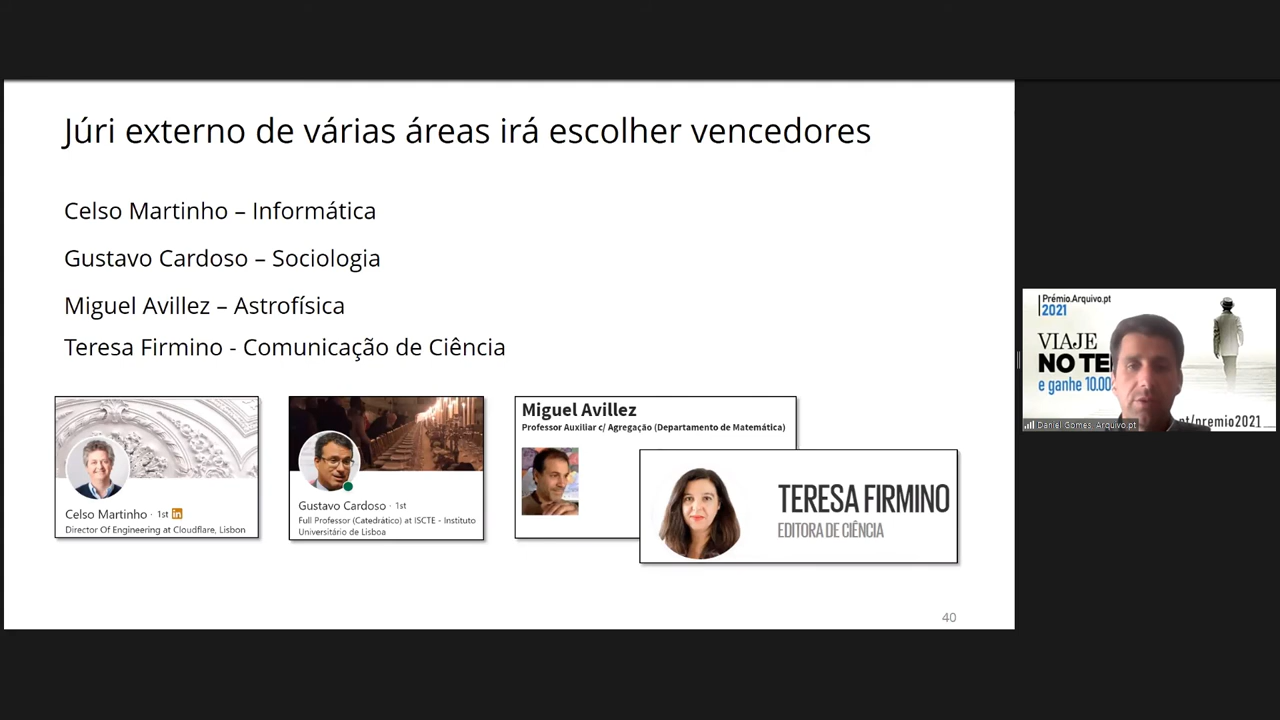 Júri externo de várias áreas irá escolher vencedores
Celso Martinho – Informática
Gustavo Cardoso – Sociologia
Miguel Avillez – Astrofísica
Teresa Firmino - Comunicação de Ciência
Celso Martinho · 1st in
Director Of Engineering at Cloudflare, Lisbon
Gustavo Cardoso · 1st
Full Professor (Catedrático) at ISCTE - Instituto
Universitário de Lisboa
Miguel Avillez
Professor Auxiliar c/ Agregação (Departamento de Matemática)
TERESA FIRMINO
EDITORA DE CIÊNCIA
40
Prémio.Arquivo.pt
2021
VIAJE
NO TE
e ganhe 10.00
pt/premio2021
Daniel Gomes, Arquivo.pt